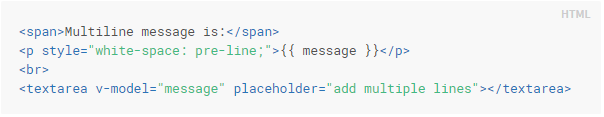 HTML
<span>Multiline message is:</span>
<p style="white-space: pre-line;">{{ message }}</p>
<br>
<textarea v-model="message" placeholder="add multiple lines"></textarea>